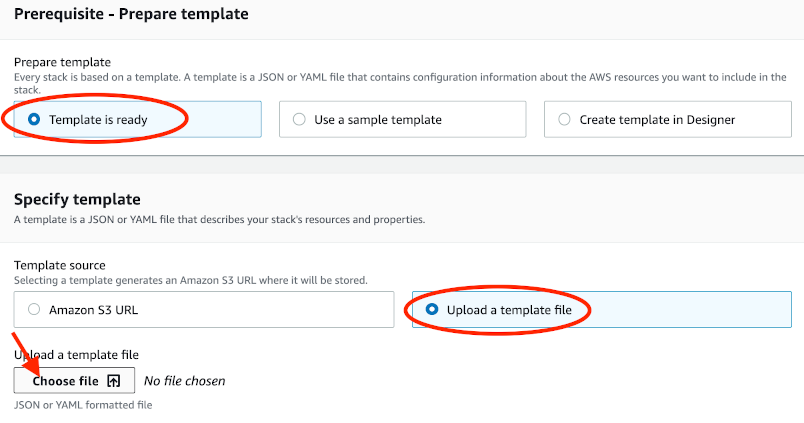 Prerequisite - Prepare template
Prepare template
Every stack is based on a template. A template is a JSON or YAML file that contains configuration information about the AWS resources you want to include in the
stack.
Template is ready
Use a sample template
Create template in Designer
Specify template
A template is a JSON or YAML file that describes your stack's resources and properties.
Template source
Selecting a template generates an Amazon S3 URL where it will be stored.
Amazon S3 URL
Upload a template file
Upload a template file
Choose file
No file chosen
JSON or YAML formatted file